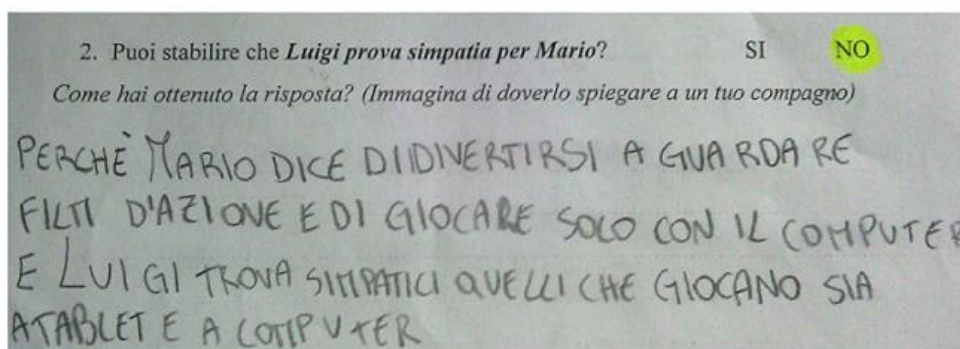 2. Puoi stabilire che Luigi prova simpatia per Mario? SI NO
Come hai ottenuto la risposta? (Immagina di doverlo spiegare a un tuo compagno)
PERCHÈ MARIO DICE DIDIVERTIRSI A GUARDARE
FILM D'AZIONE E DI GIOCARE SOLO CON IL COMPUTER
E LUIGI TROVA SIMPATICI QUELLI CHE GIOCANO SIA
ATABLET E A COMPUTER